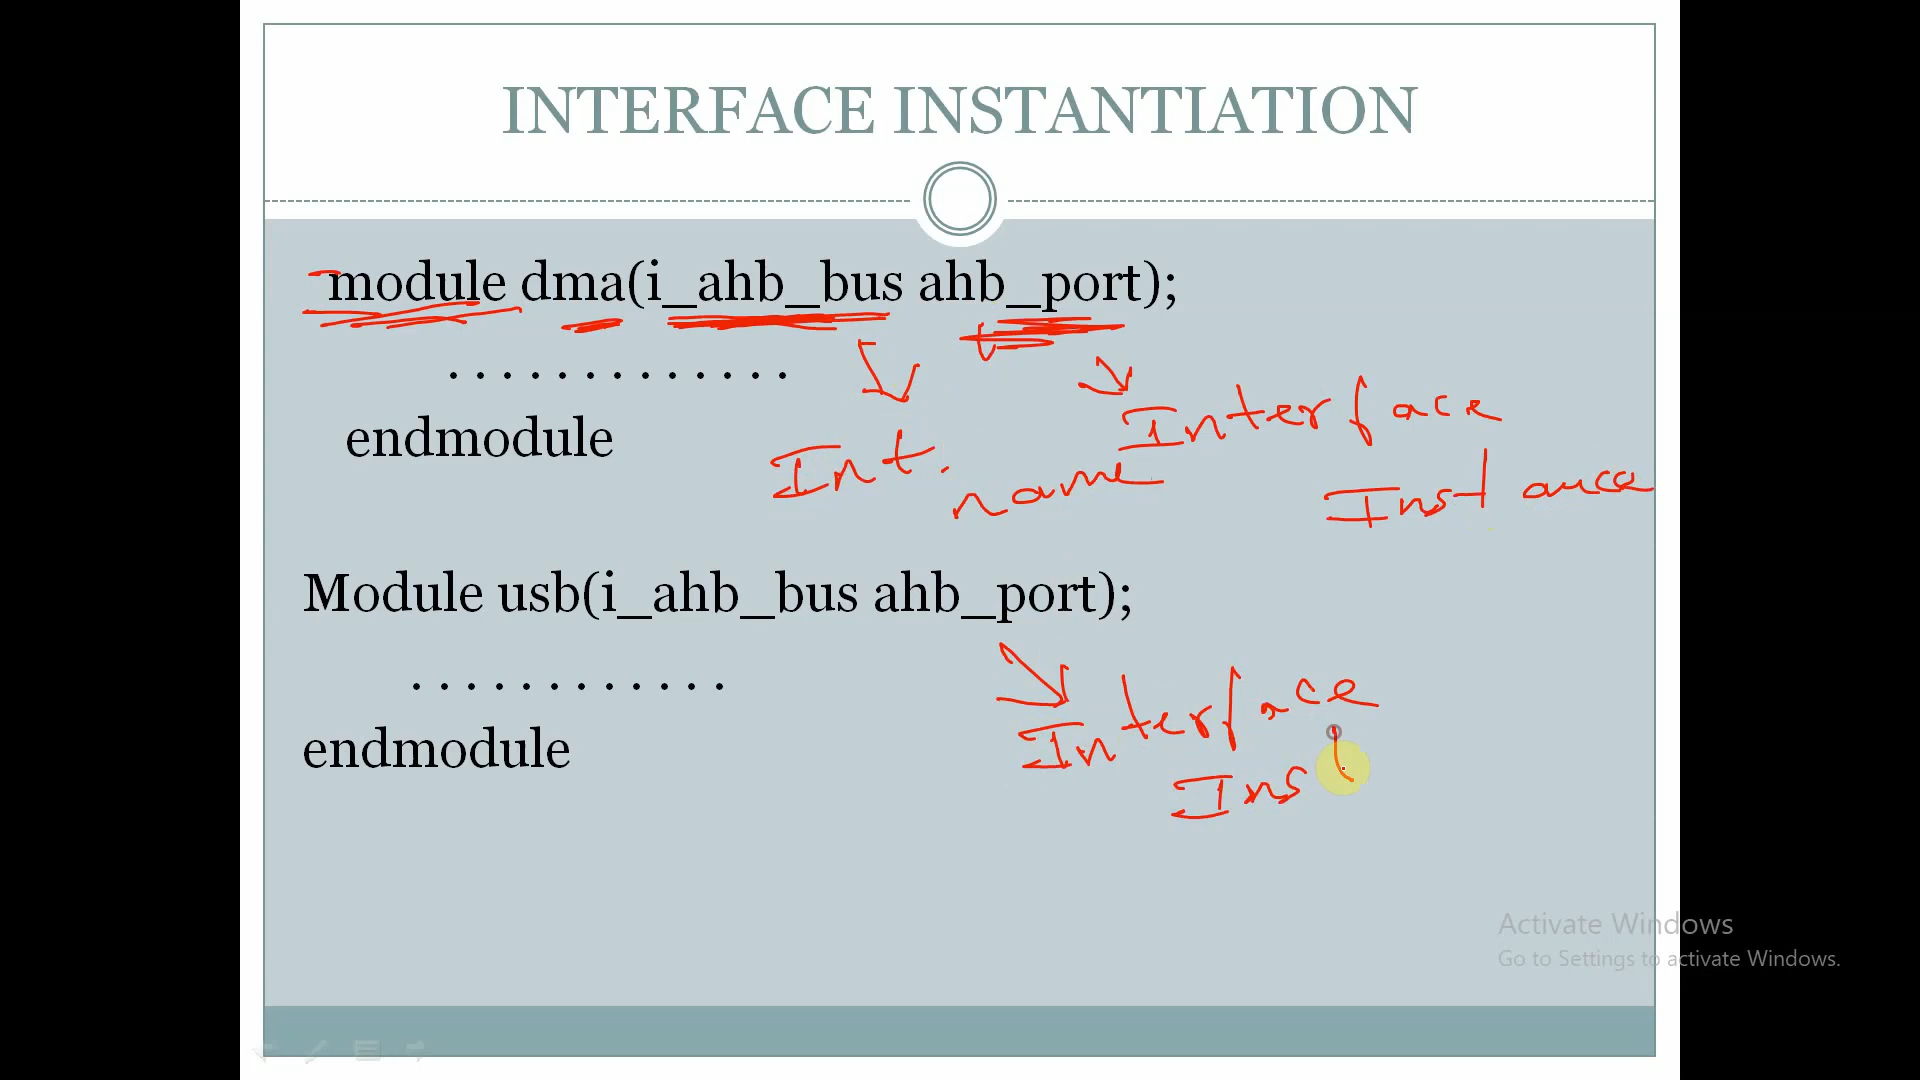 INTERFACE INSTANTIATION
module dma(i_ahb_bus ahb_port);
.............
Interface
endmodule
Int. name
Instance
Module usb(i_ahb_bus ahb_port);
............
Interface
endmodule
Ins
Activate Windows
Go to Settings to activate Windows.